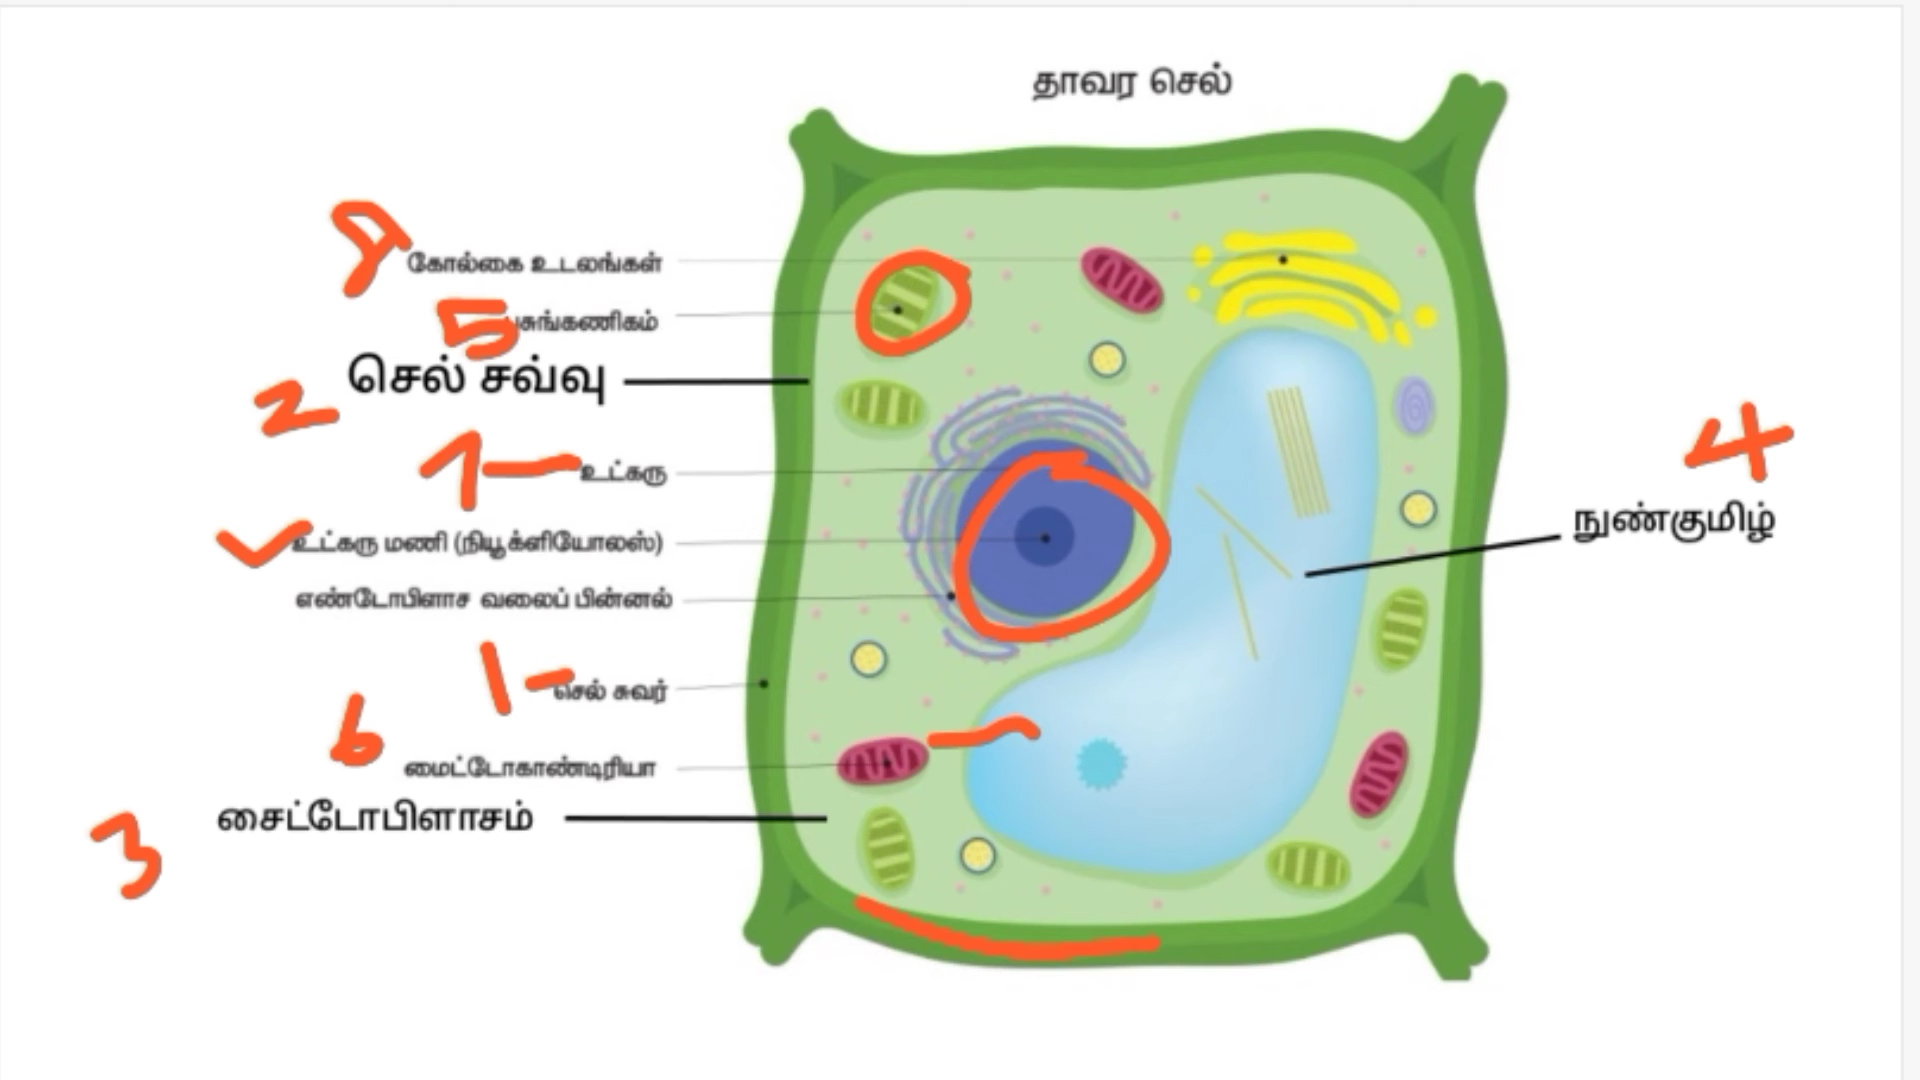 தாவர செல்
8 கோல்கை உடலங்கள்
5 பசுங்கணிகம்
2 செல் சவ்வு
7- உட்கரு
உட்கரு மணி (நியூக்ளியோலஸ்)
எண்டோபிளாச வலைப் பின்னல்
1- செல் சுவர்
6 மைட்டோகாண்டிரியா
3 சைட்டோபிளாசம்
4
நுண்குமிழ்